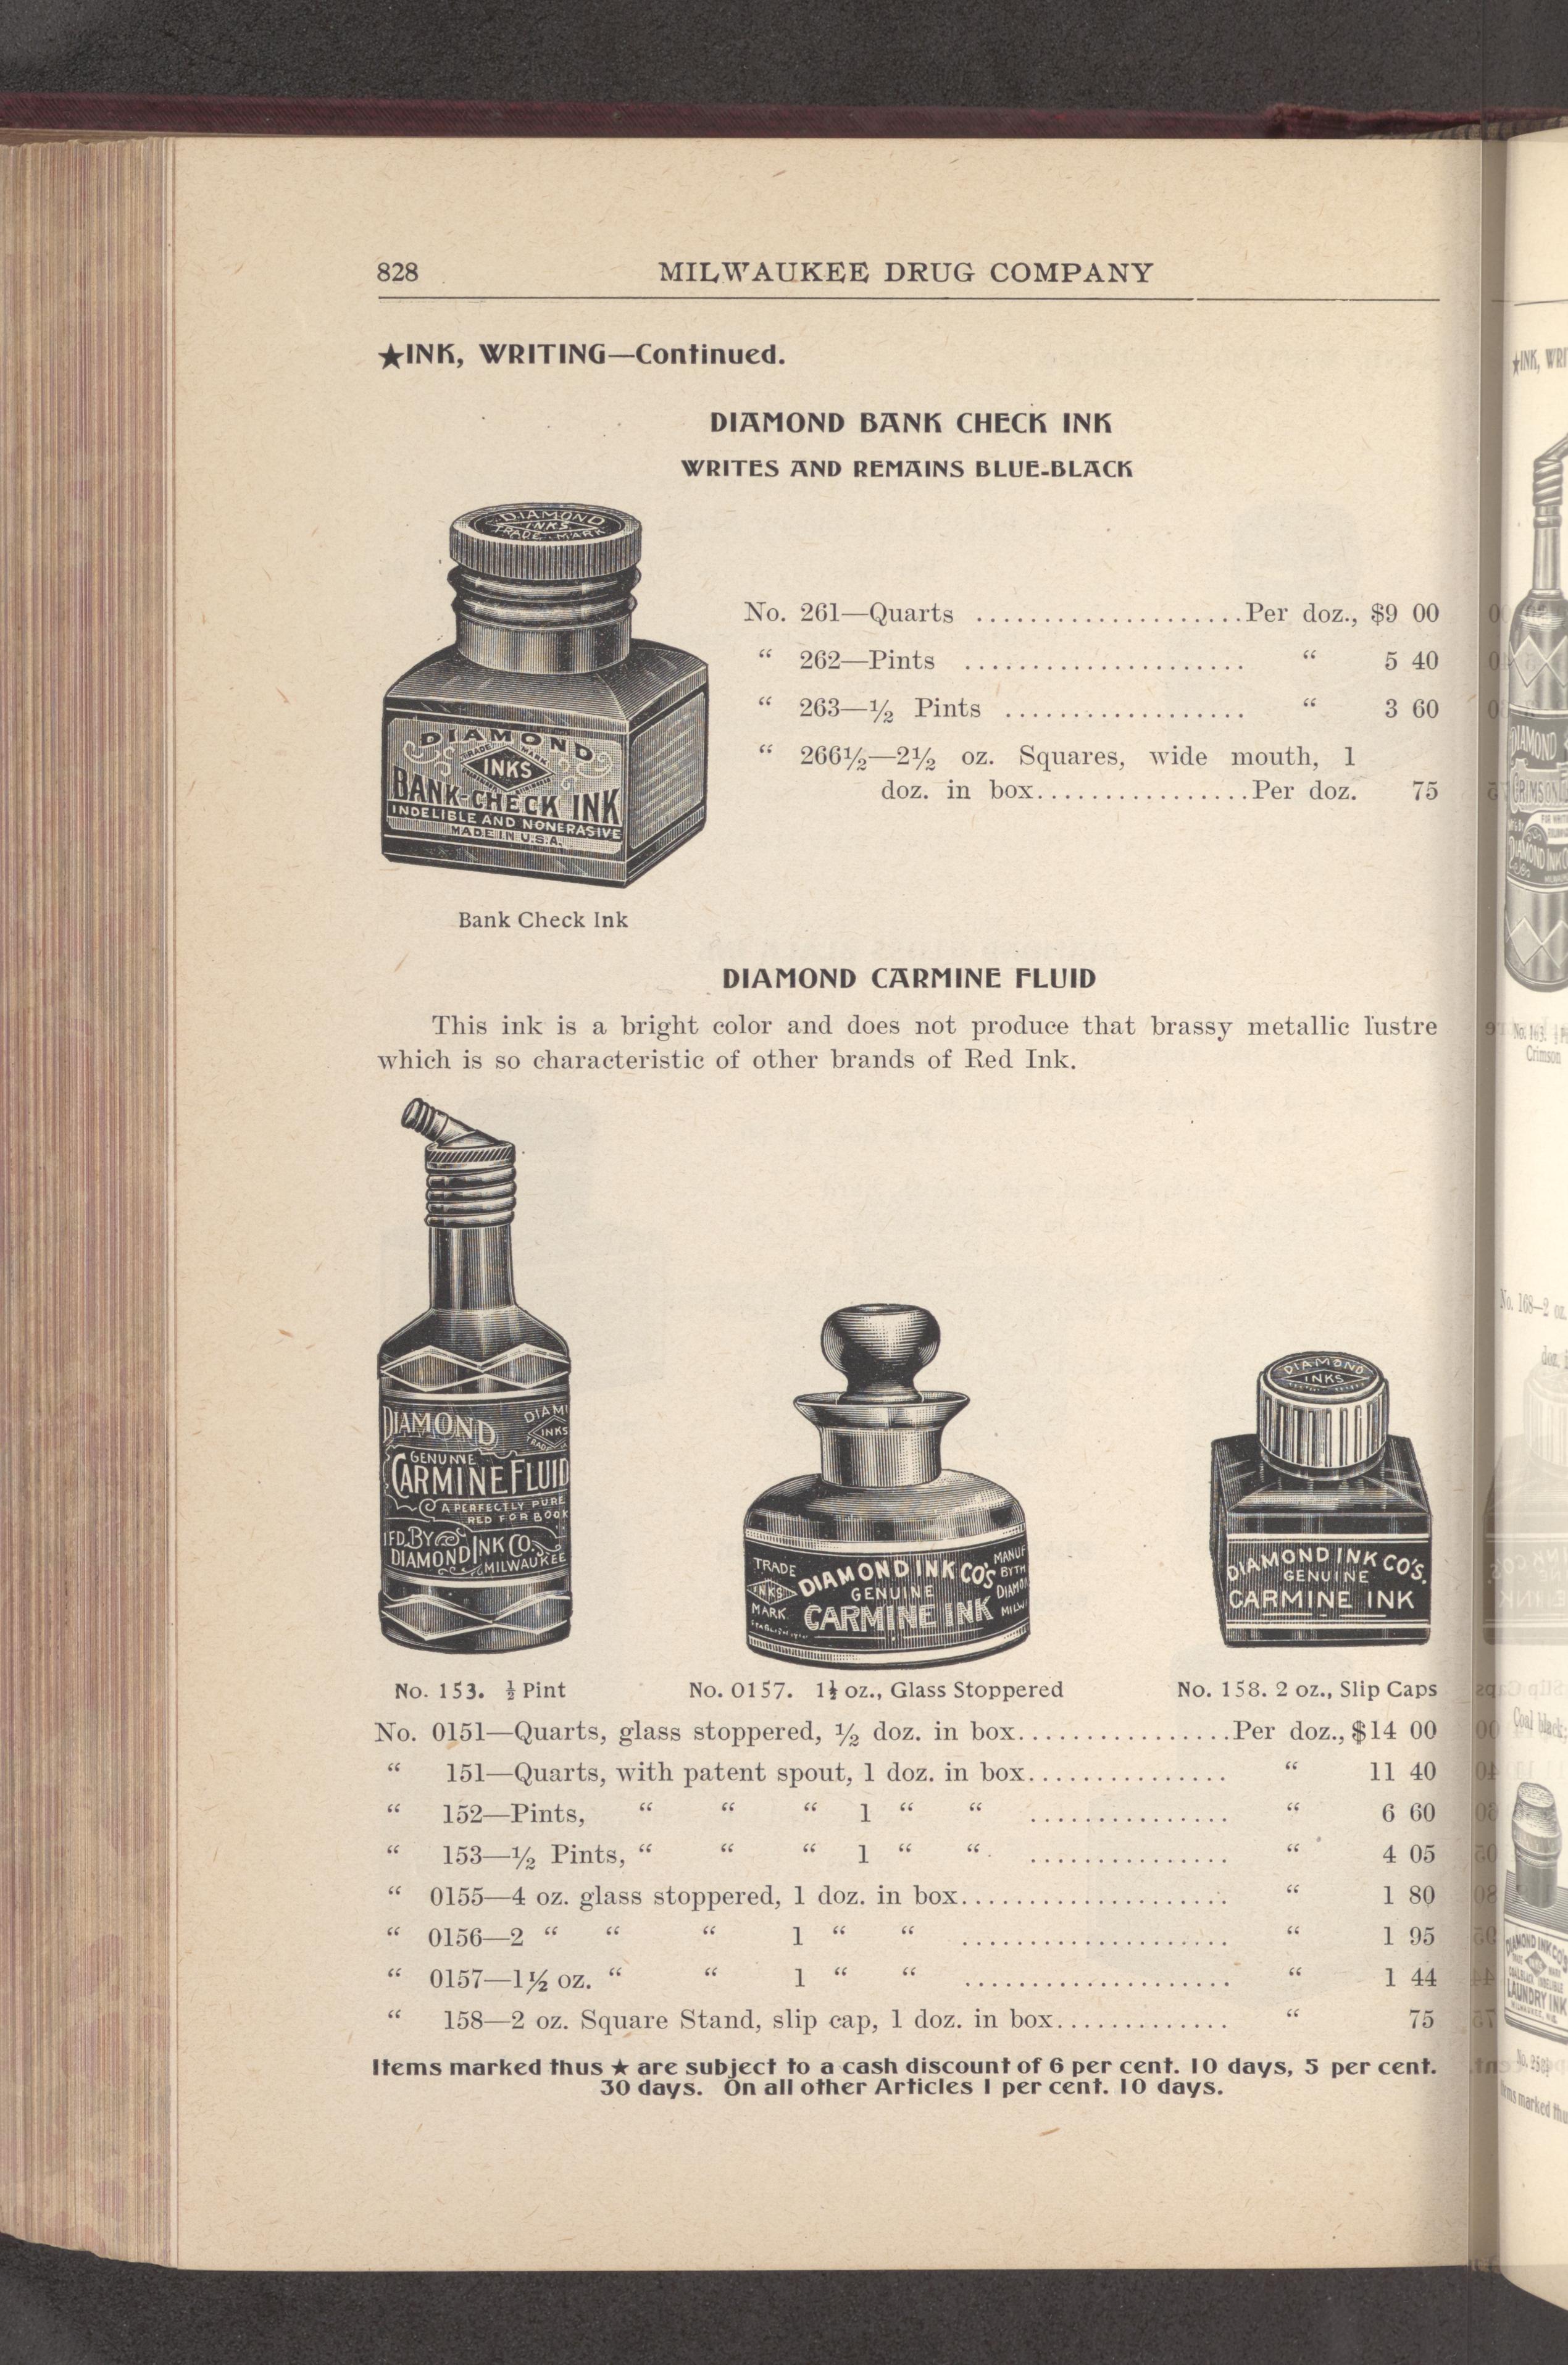 828 MILWAUKEE DRUG COMPANY
★INK, WRITING—Continued.
DIAMOND BANK CHECK INK
WRITES AND REMAINS BLUE-BLACK
DIAMOND
INKS
TRADE MARK
No. 261—Quarts ....................Per doz., $9 00
“ 262—Pints ..................... “ 5 40
“ 263—½ Pints .................. “ 3 60
“ 266½—2½ oz. Squares, wide mouth, 1
doz. in box................Per doz. 75
DIAMOND
TRADE MARK
INKS
BANK-CHECK INK
INDELIBLE AND NONERASIVE
MADE IN U.S.A.
Bank Check Ink
DIAMOND CARMINE FLUID
This ink is a bright color and does not produce that brassy metallic lustre
which is so characteristic of other brands of Red Ink.
DIAMOND
INKS
GENUINE
CARMINE FLUID
A PERFECTLY PURE
RED FOR BOOK
DIAMOND INK CO.
MILWAUKEE
TRADE
INKS
MARK
DIAMOND INK CO'S
GENUINE
CARMINE INK
DIAMOND
INKS
DIAMOND INK CO'S.
GENUINE
CARMINE INK
No. 153. ½ Pint
No. 0157. 1½ oz., Glass Stoppered
No. 158. 2 oz., Slip Caps
No. 0151—Quarts, glass stoppered, ½ doz. in box................Per doz., $14 00
“ 151—Quarts, with patent spout, 1 doz. in box............... “ 11 40
“ 152—Pints, “ “ “ 1 “ “ ............... “ 6 60
“ 153—½ Pints, “ “ “ 1 “ “ ............... “ 4 05
“ 0155—4 oz. glass stoppered, 1 doz. in box.................... “ 1 80
“ 0156—2 “ “ “ 1 “ “ .................... “ 1 95
“ 0157—1½ oz. “ “ 1 “ “ .................... “ 1 44
“ 158—2 oz. Square Stand, slip cap, 1 doz. in box............. “ 75
Items marked thus ★ are subject to a cash discount of 6 per cent. 10 days, 5 per cent.
30 days. On all other Articles 1 per cent. 10 days.